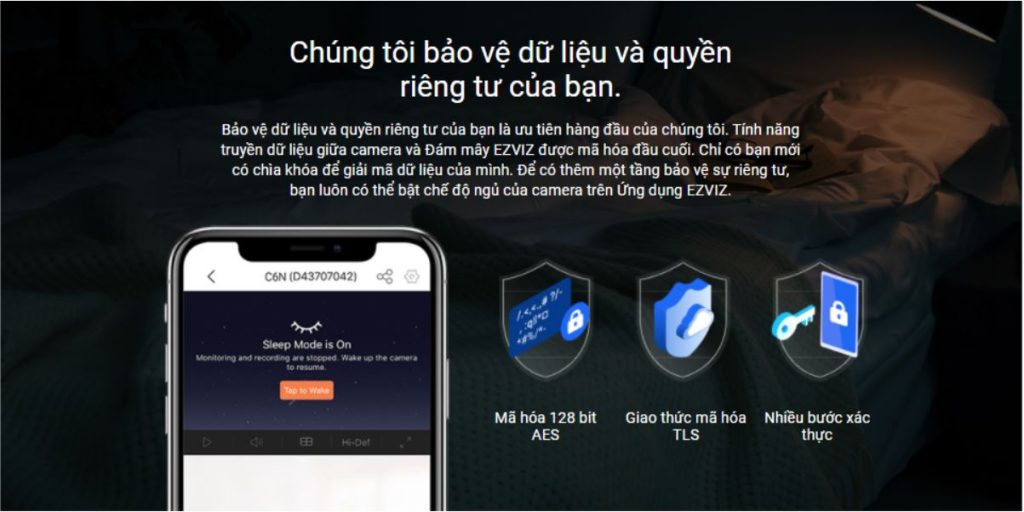 Chúng tôi bảo vệ dữ liệu và quyền
riêng tư của bạn.
Bảo vệ dữ liệu và quyền riêng tư của bạn là ưu tiên hàng đầu của chúng tôi. Tính năng
truyền dữ liệu giữa camera và Đám mây EZVIZ được mã hóa đầu cuối. Chỉ có bạn mới
có chìa khóa để giải mã dữ liệu của mình. Để có thêm một tầng bảo vệ sự riêng tư,
bạn luôn có thể bật chế độ ngủ của camera trên Ứng dụng EZVIZ.
C6N (D43707042)
Sleep Mode is On
Monitoring and recording are stopped. Wake up the camera
to resume.
Tap to Wake
Hi-Def
Mã hóa 128 bit
AES
Giao thức mã hóa
TLS
Nhiều bước xác
thực